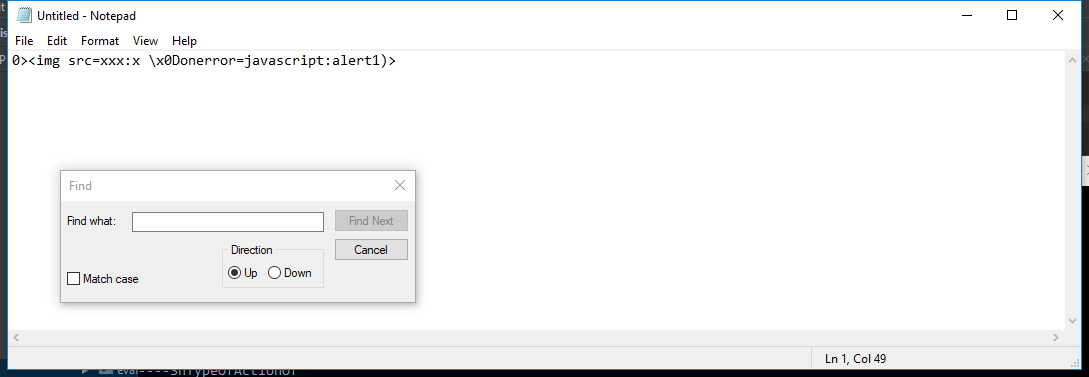 Untitled - Notepad
File Edit Format View Help
0><img src=xxx:x \x0Donerror=javascript:alert1)>
Find
Find what:
Find Next
Direction
Cancel
Up Down
Match case
Ln 1, Col 49